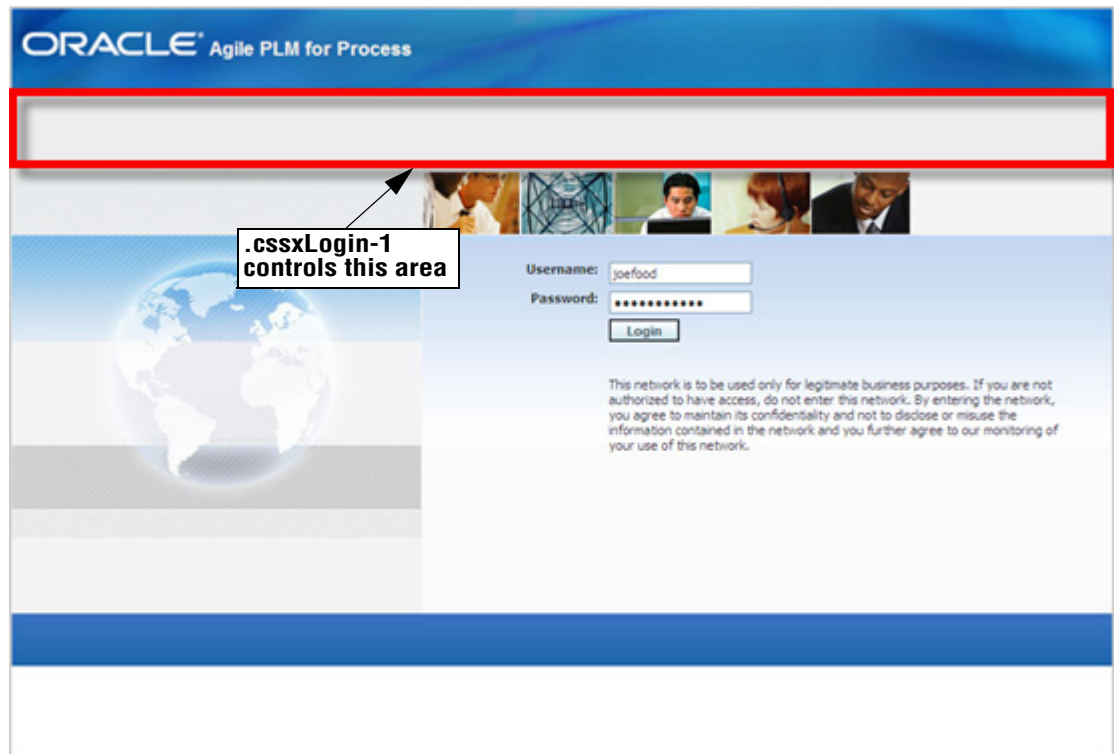 ORACLE® Agile PLM for Process
.cssxLogin-1
controls this area
Username: joefood
Password: •••••••••••
Login
This network is to be used only for legitimate business purposes. If you are not
authorized to have access, do not enter this network. By entering the network,
you agree to maintain its confidentiality and not to disclose or misuse the
information contained in the network and you further agree to our monitoring of
your use of this network.